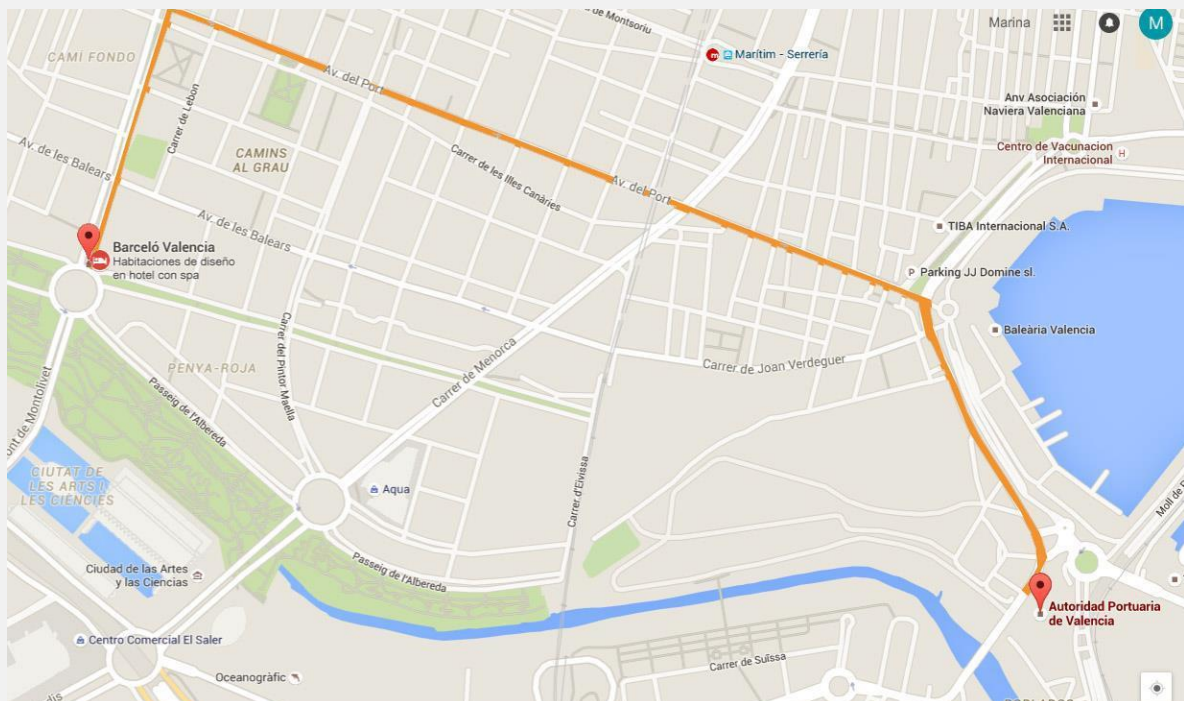 de Montsoriu
Marina
M
m
Marítim - Serrería
CAMÍ FONDO
Av. del Port
Carrer de Lebon
Anv Asociación
Naviera Valenciana
Centro de Vacunacion
Internacional
H
Av. de les Balears
CAMINS
AL GRAU
Carrer de les Illes Canàries
Av. del Port
Av. de les Balears
TIBA Internacional S.A.
Barceló Valencia
Habitaciones de diseño
en hotel con spa
P
Parking JJ Domine sl.
Baleària Valencia
Carrer del Pintor Maella
Carrer de Menorca
Carrer de Joan Verdeguer
PENYA-ROJA
Passeig de l'Albereda
ont de Montolivet
CIUTAT DE
LES ARTS I
LES CIÈNCIES
Aqua
Carrer d'Eivissa
Moll de
Passeig de l'Albereda
Ciudad de las Artes
y las Ciencias
Autoridad Portuaria
de Valencia
Centro Comercial El Saler
Carrer de Suïssa
Oceanogràfic
dis